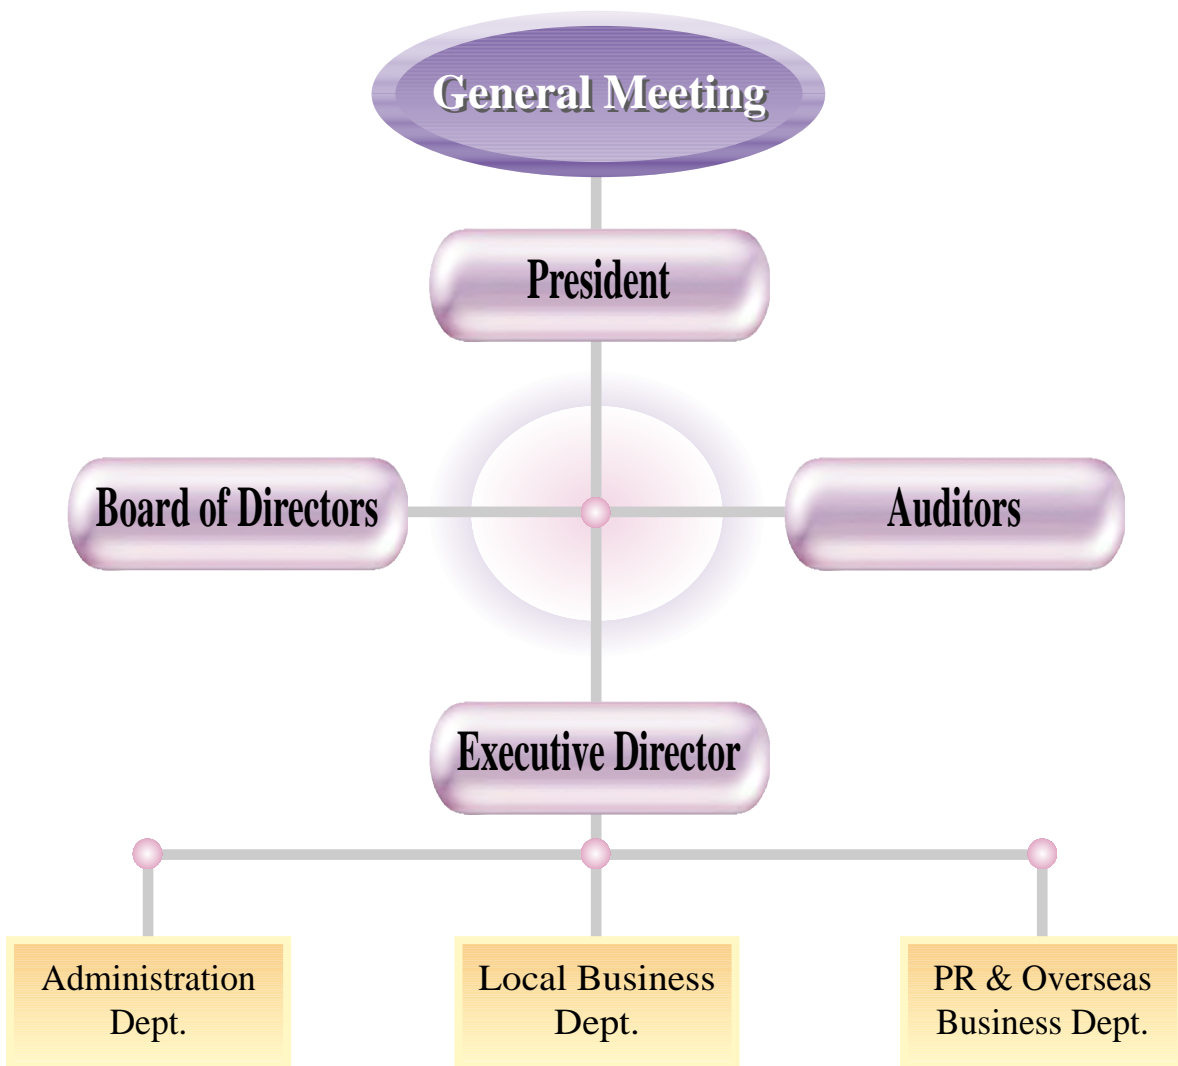 General Meeting
President
Board of Directors
Auditors
Executive Director
Administration
Dept.
Local Business
Dept.
PR & Overseas
Business Dept.